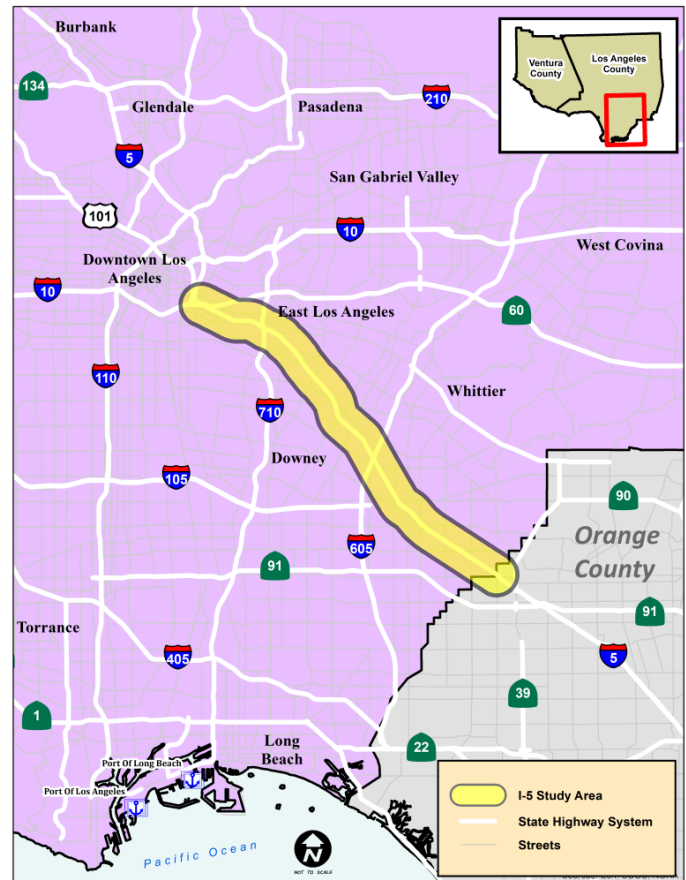 Burbank
134
Glendale
Pasadena
210
5
Ventura
County
Los Angeles
County
San Gabriel Valley
101
10
West Covina
Downtown Los
Angeles
10
East Los Angeles
60
110
Whittier
710
Downey
105
90
Orange
County
605
91
91
Torrance
405
5
1
39
22
Long
Beach
Port Of Long Beach
Port Of Los Angeles
Pacific Ocean
N
NOT TO SCALE
I-5 Study Area
State Highway System
Streets